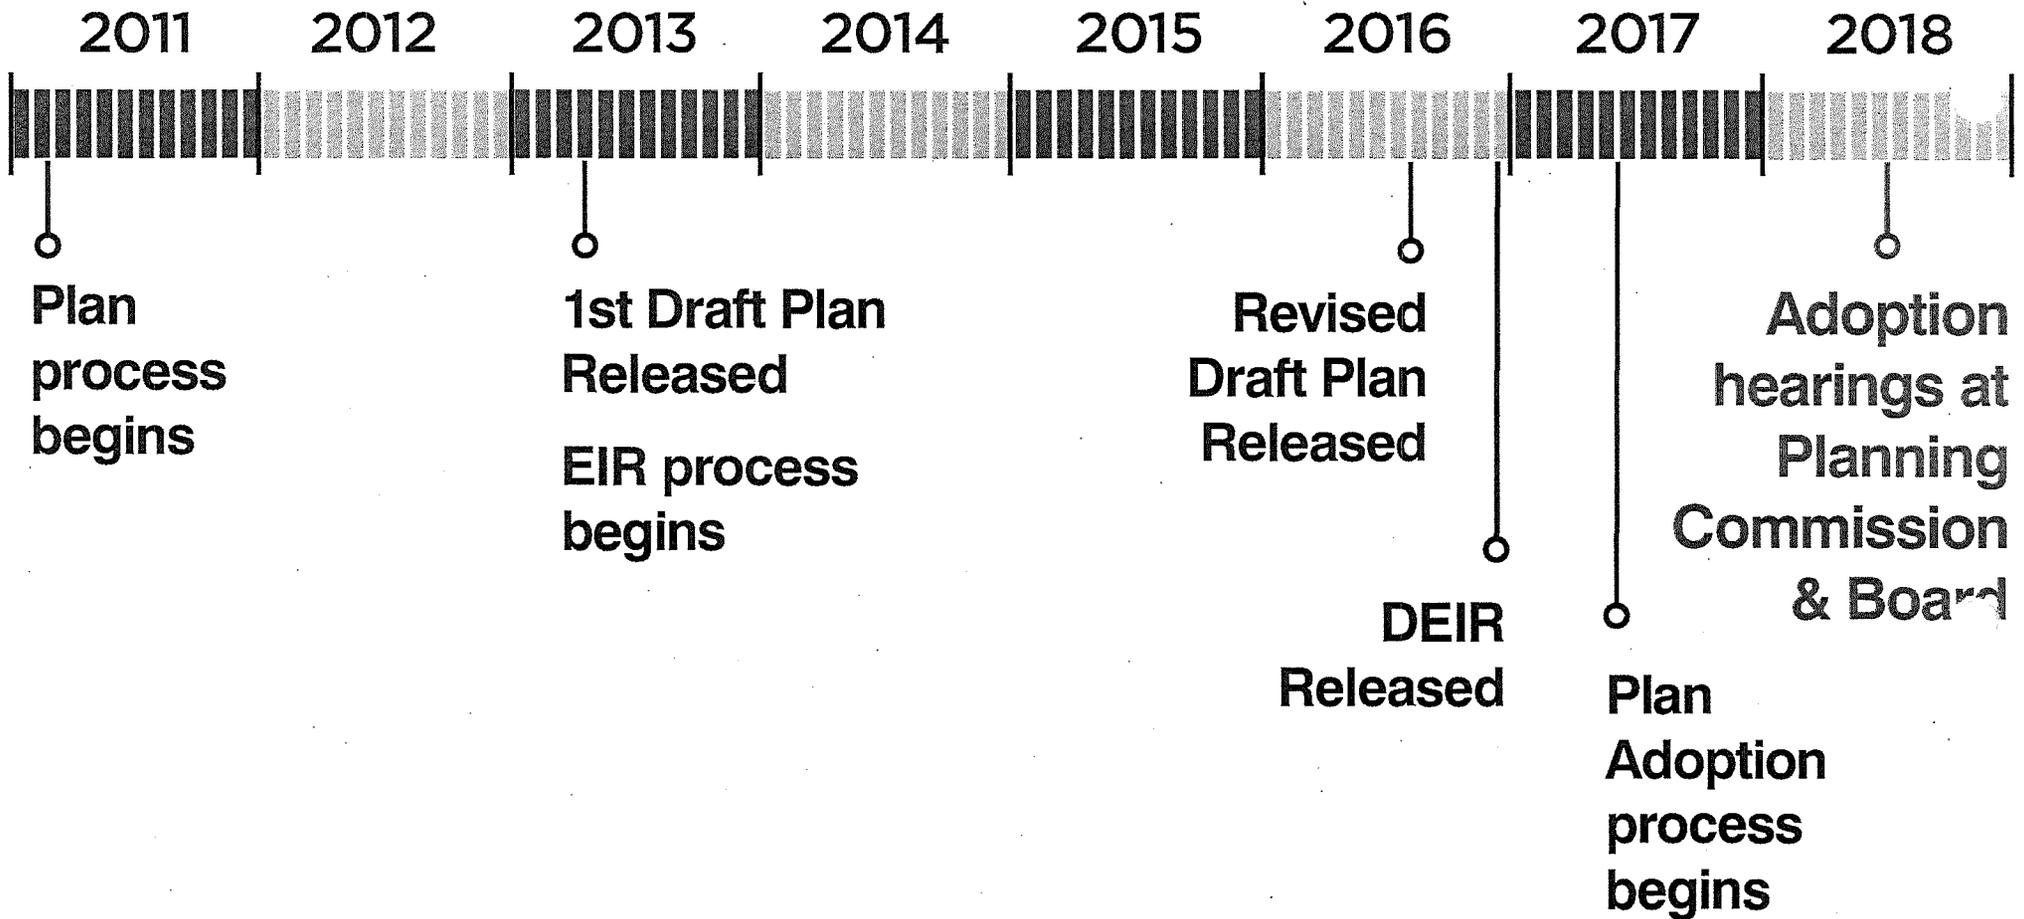 2011 2012 2013 2014 2015 2016 2017 2018
Plan
process
begins
1st Draft Plan
Released
EIR process
begins
Revised
Draft Plan
Released
DEIR
Released
Plan
Adoption
process
begins
Adoption
hearings at
Planning
Commission
& Board